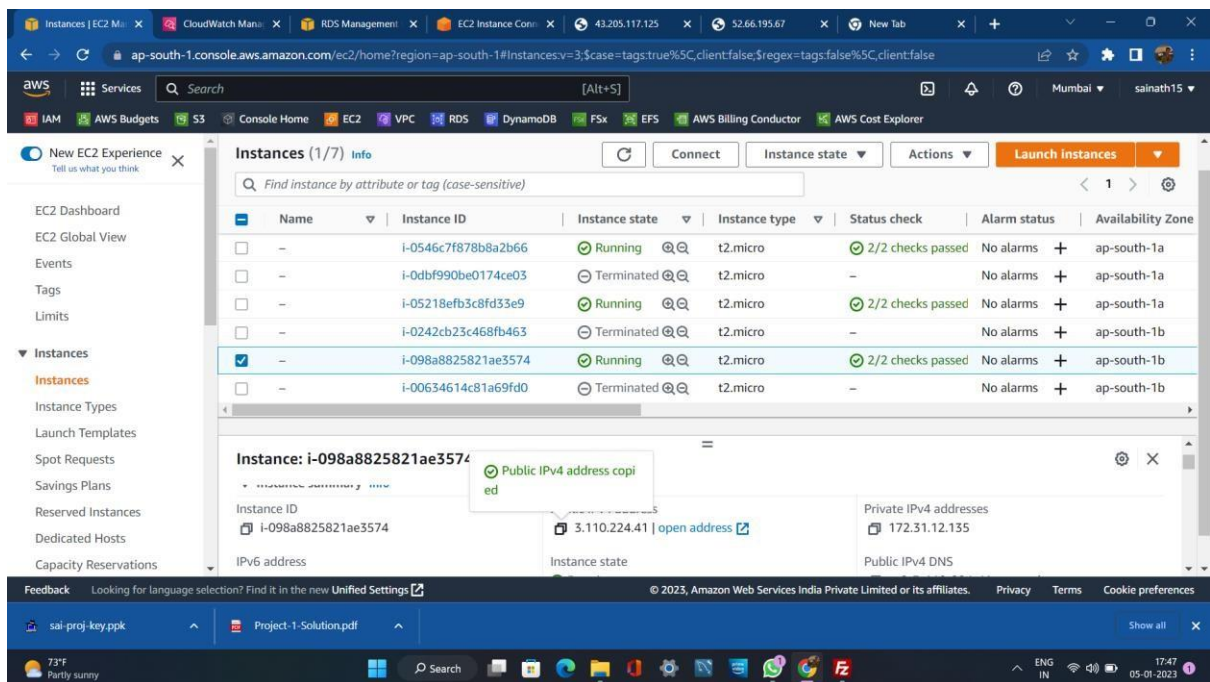 Instances | EC2 Ma
CloudWatch Manag
RDS Management
EC2 Instance Conn
43.205.117.125
52.66.195.67
New Tab
ap-south-1.console.aws.amazon.com/ec2/home?region=ap-south-1#Instances:v=3;$case=tags:true%5C,client:false;$regex=tags:false%5C,client:false
aws Services Search [Alt+S] Mumbai sainath15
IAM AWS Budgets S3 Console Home EC2 VPC RDS DynamoDB FSx EFS AWS Billing Conductor AWS Cost Explorer
New EC2 Experience
Tell us what you think
EC2 Dashboard
EC2 Global View
Events
Tags
Limits
Instances
Instances
Instance Types
Launch Templates
Spot Requests
Savings Plans
Reserved Instances
Dedicated Hosts
Capacity Reservations
Instances (1/7) Info Connect Instance state Actions Launch instances
Find instance by attribute or tag (case-sensitive) 1
Name Instance ID Instance state Instance type Status check Alarm status Availability Zone
– i-0546c7f878b8a2b66 Running t2.micro 2/2 checks passed No alarms + ap-south-1a
– i-0dbf990be0174ce03 Terminated t2.micro – No alarms + ap-south-1a
– i-05218efb3c8fd33e9 Running t2.micro 2/2 checks passed No alarms + ap-south-1a
– i-0242cb23c468fb463 Terminated t2.micro – No alarms + ap-south-1b
– i-098a8825821ae3574 Running t2.micro 2/2 checks passed No alarms + ap-south-1b
– i-00634614c81a69fd0 Terminated t2.micro – No alarms + ap-south-1b
Instance: i-098a8825821ae3574
Public IPv4 address copi
ed
Instance ID Private IPv4 addresses
i-098a8825821ae3574 3.110.224.41 | open address 172.31.12.135
IPv6 address Instance state Public IPv4 DNS
Feedback Looking for language selection? Find it in the new Unified Settings © 2023, Amazon Web Services India Private Limited or its affiliates. Privacy Terms Cookie preferences
sai-proj-key.ppk Project-1-Solution.pdf Show all
73°F
Partly sunny
Search
ENG
IN
17:47
05-01-2023
1